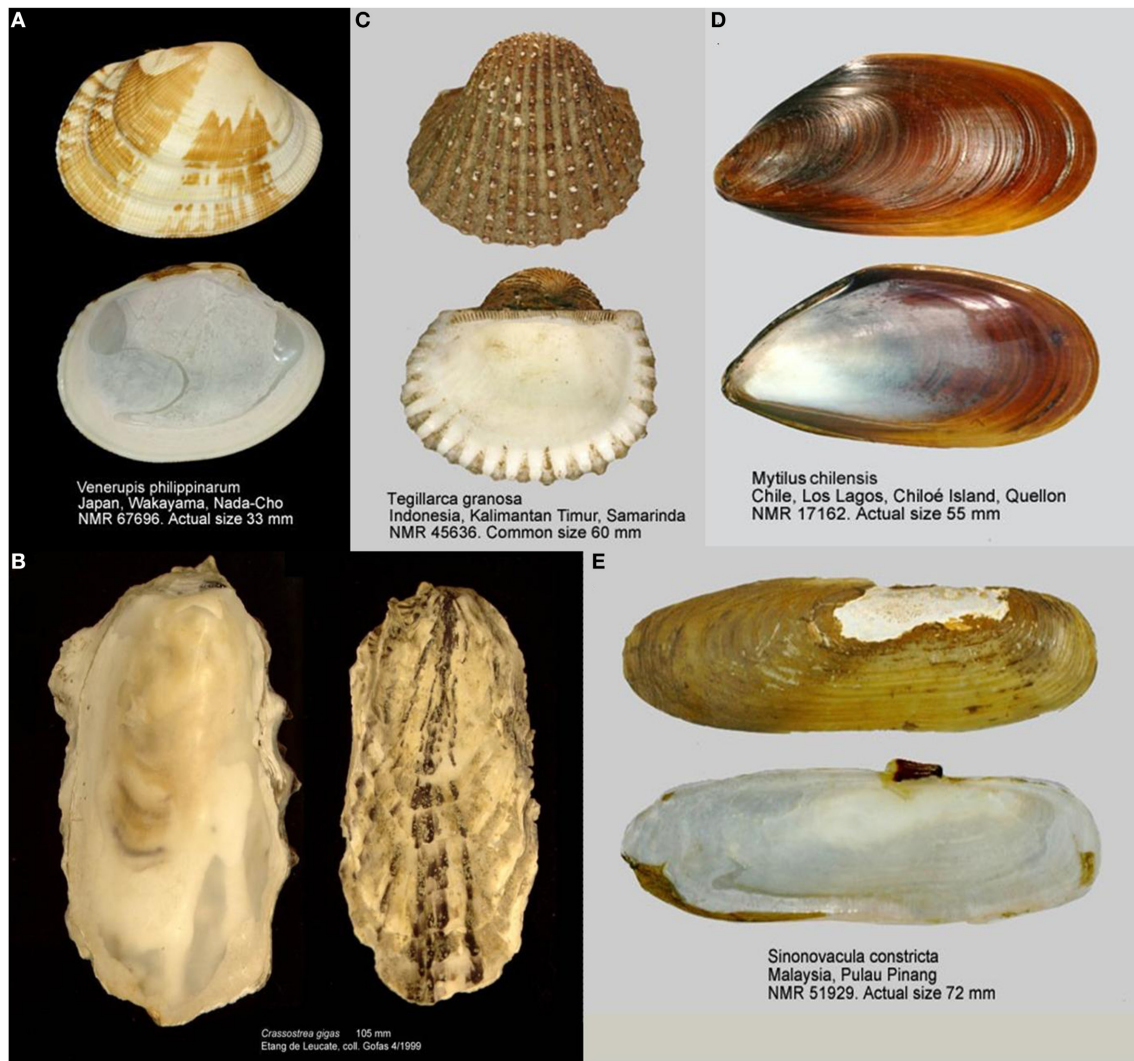 A
Venerupis philippinarum
Japan, Wakayama, Nada-Cho
NMR 67696. Actual size 33 mm
B
Crassostrea gigas 105 mm
Etang de Leucate, coll. Gofas 4/1999
C
Tegillarca granosa
Indonesia, Kalimantan Timur, Samarinda
NMR 45636. Common size 60 mm
D
Mytilus chilensis
Chile, Los Lagos, Chiloé Island, Quellon
NMR 17162. Actual size 55 mm
E
Sinonovacula constricta
Malaysia, Pulau Pinang
NMR 51929. Actual size 72 mm